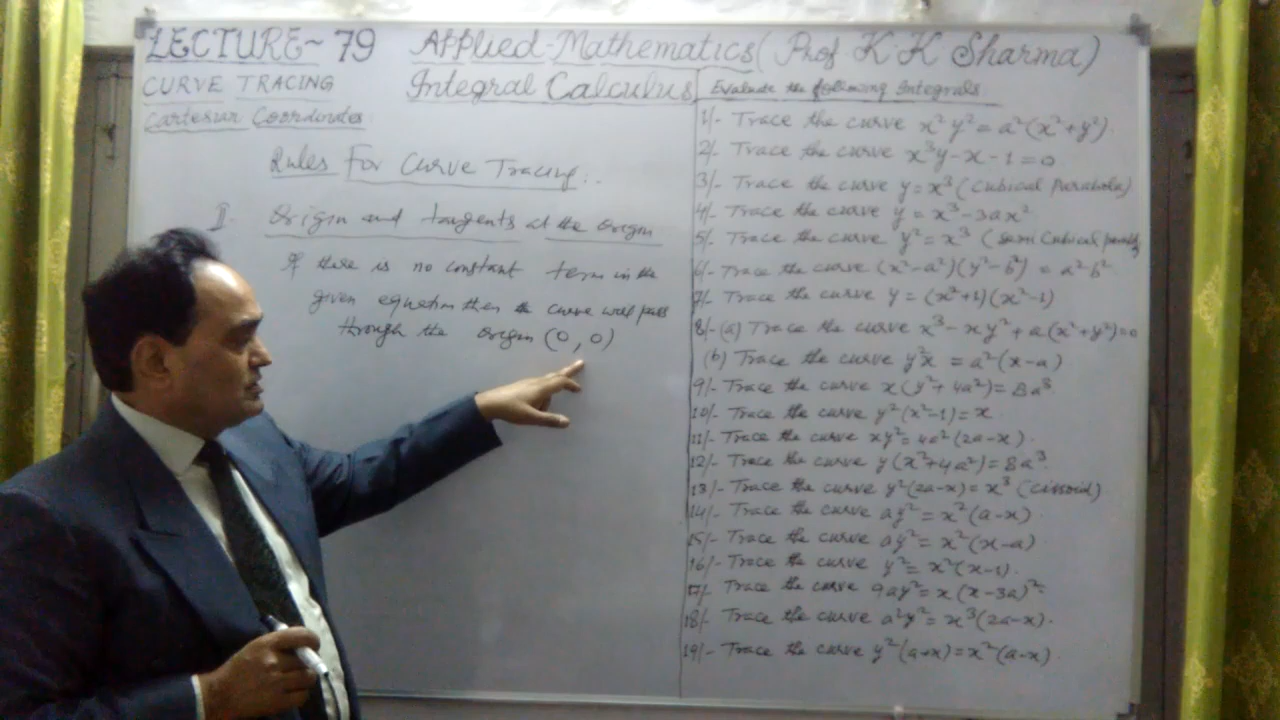 LECTURE~79 Applied-Mathematics( Prof. K.K Sharma)
CURVE TRACING Integral Calculus
Cartesian Coordinates.
Rules For Curve Tracing:-
I. Origin and tangents at the Origin
If there is no constant term in the
given equation then the curve will pass
through the origin (0, 0)
Evaluate the following Integrals
1/- Trace the curve x²y² = a²(x²+y²).
2/- Trace the curve x³y-x-1=0
3/- Trace the curve y=x³ (Cubical Parabola)
4/- Trace the curve y = x³-3ax²
5/- Trace the curve y² = x³ (Semi Cubical
6/- Trace the curve (x²-a²)(y²-b²) = a²b²
7/- Trace the curve y = (x²+1)(x²-1)
8/-(a) Trace the curve x³-xy²+a(x²+y²)=0
(b) Trace the curve y²x = a²(x-a)
9/- Trace the curve x(y²+4a²)=8a³.
10/- Trace the curve y²(x²-1)=x
11/- Trace the curve xy²=4a²(2a-x).
12/- Trace the curve y(x²+4a²)=8a³.
13/- Trace the curve y²(2a-x)=x³ (cissoid)
14/- Trace the curve ay²=x²(a-x)
15/- Trace the curve ay²=x²(x-a)
16/- Trace the curve y²=x²(x-1).
17/- Trace the curve 9ay²=x(x-3a)²
18/- Trace the curve a²y²=x³(2a-x).
19/- Trace the curve y²(a+x)=x²(a-x)